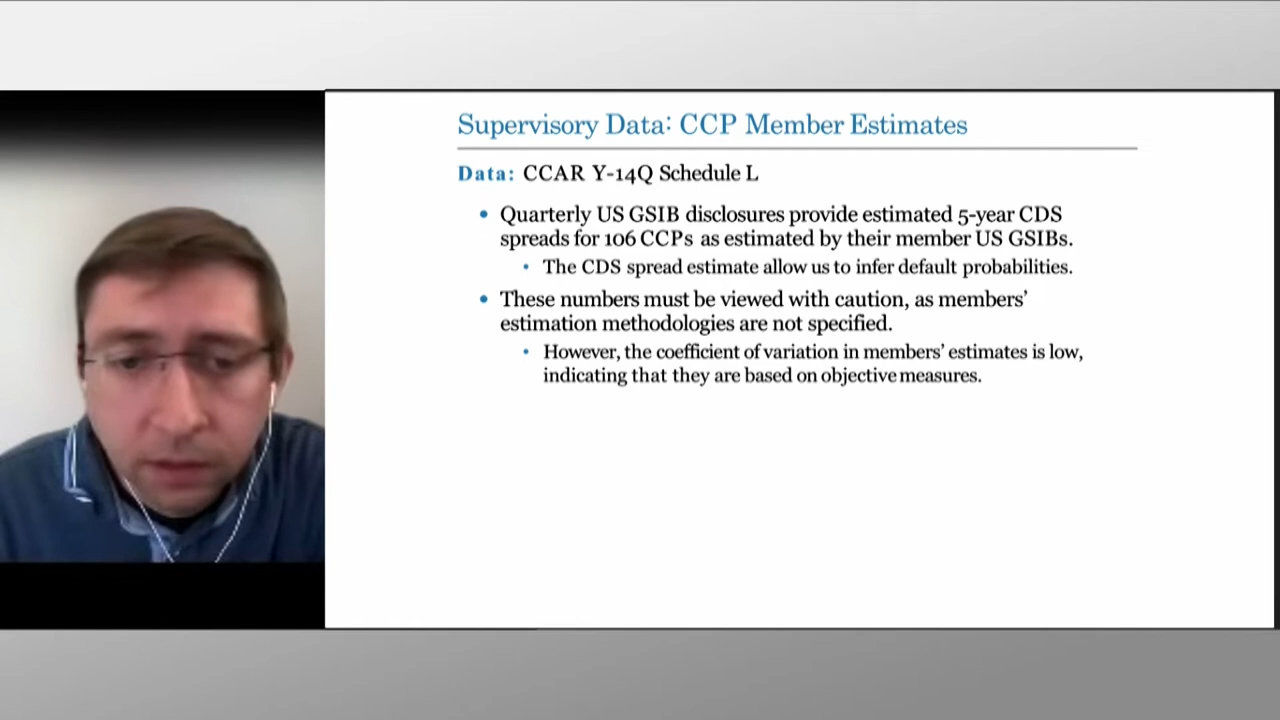 Supervisory Data: CCP Member Estimates
Data: CCAR Y-14Q Schedule L
• Quarterly US GSIB disclosures provide estimated 5-year CDS
spreads for 106 CCPs as estimated by their member US GSIBs.
• The CDS spread estimate allow us to infer default probabilities.
• These numbers must be viewed with caution, as members'
estimation methodologies are not specified.
• However, the coefficient of variation in members' estimates is low,
indicating that they are based on objective measures.